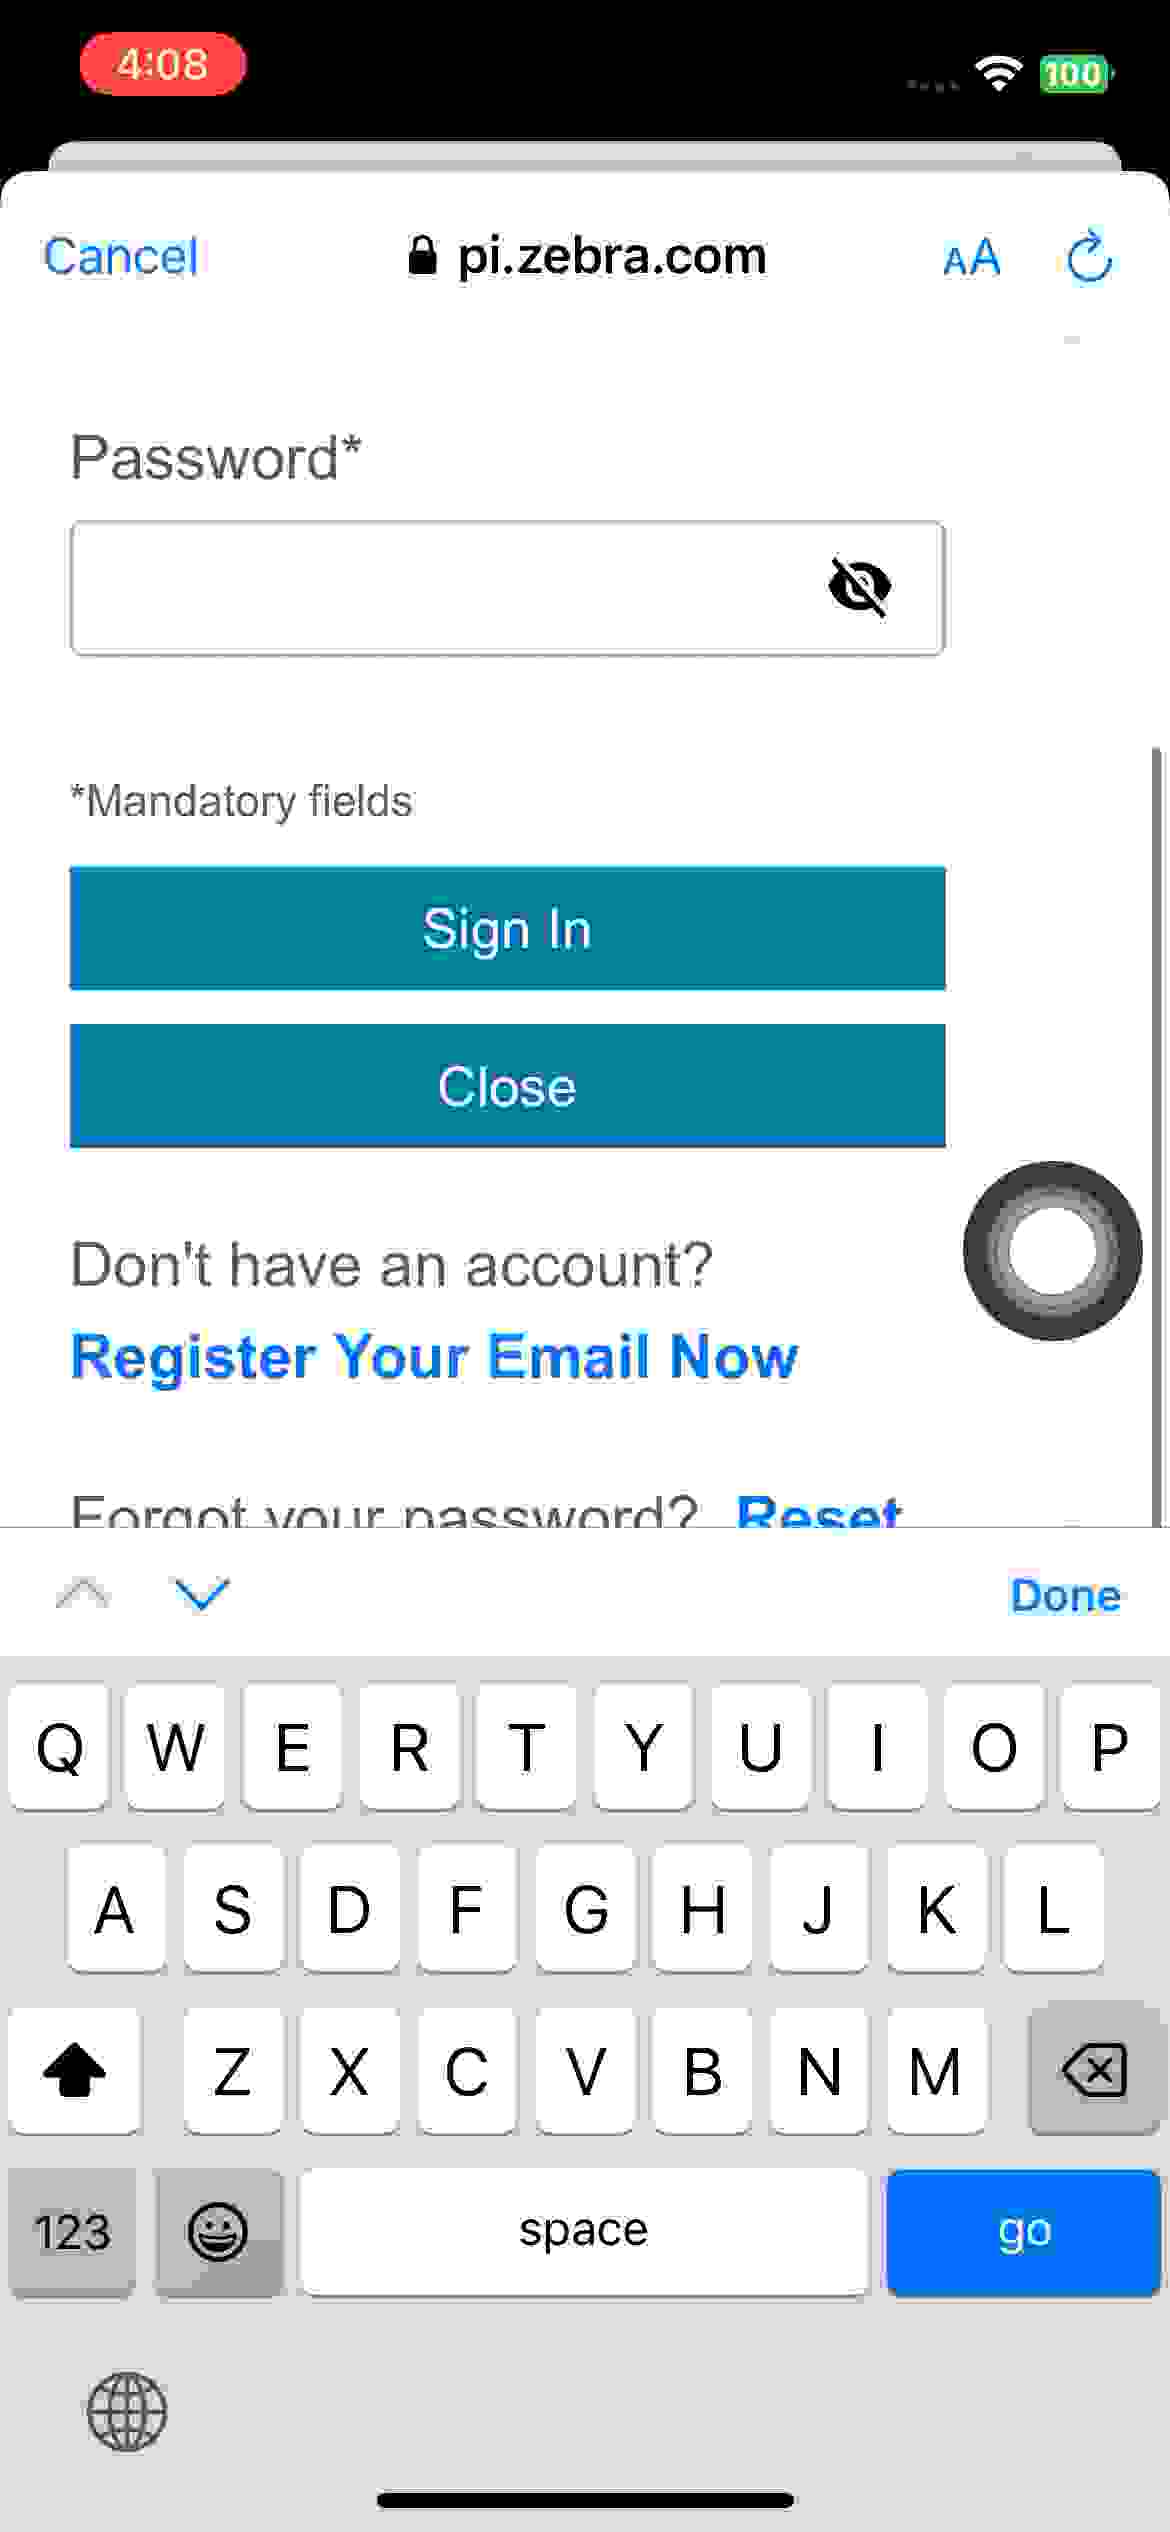 4:08
100
Cancel
pi.zebra.com
AA
Password*
*Mandatory fields
Sign In
Close
Don't have an account?
Register Your Email Now
Forgot your password? Reset
Done
Q W E R T Y U I O P
A S D F G H J K L
Z X C V B N M
123
space
go